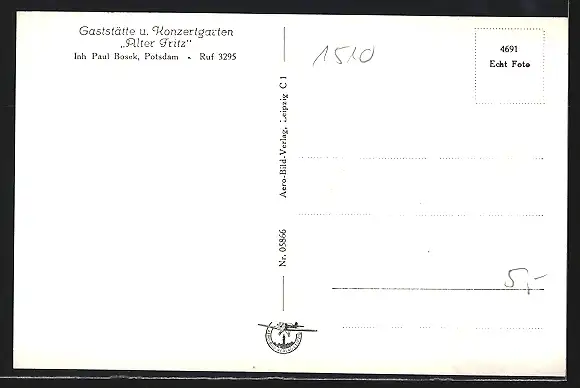 Gaststätte u. Konzertgarten
„Alter Fritz"
Inh Paul Bosek, Potsdam - Ruf 3295
1510
4691
Echt Foto
Nr. 05866 Aero-Bild-Verlag, Leipzig C 1
5,-